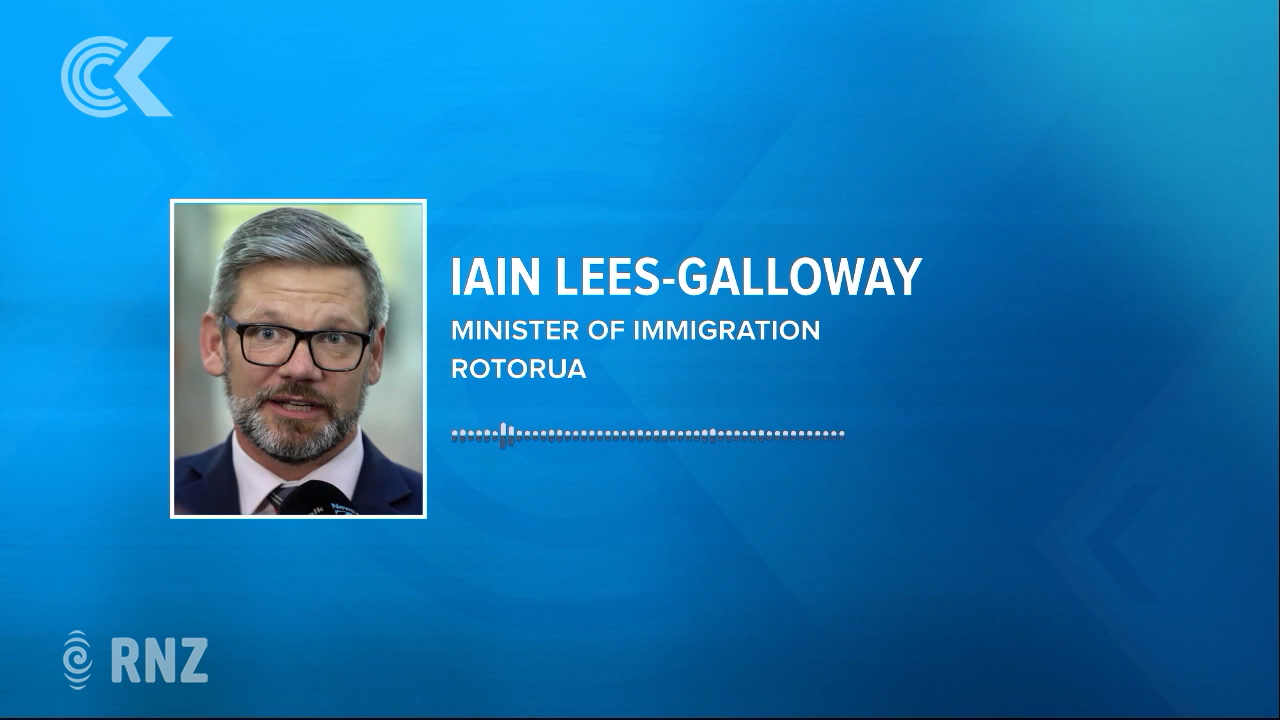 IAIN LEES-GALLOWAY
MINISTER OF IMMIGRATION
ROTORUA
RNZ